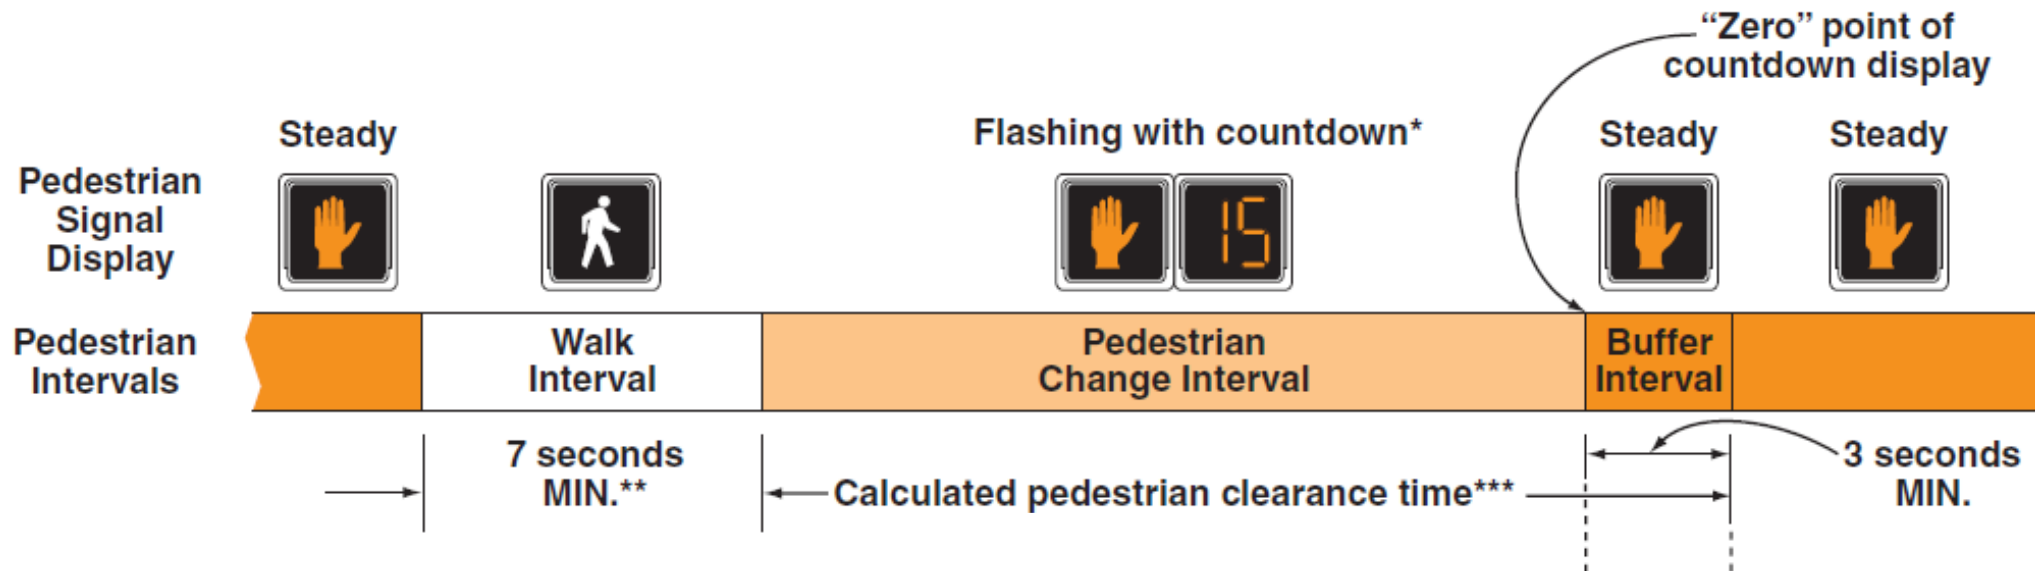 “Zero” point of
countdown display
Steady
Flashing with countdown*
Steady
Steady
Pedestrian
Signal
Display
15
Pedestrian
Intervals
Walk
Interval
Pedestrian
Change Interval
Buffer
Interval
7 seconds
MIN.**
Calculated pedestrian clearance time***
3 seconds
MIN.